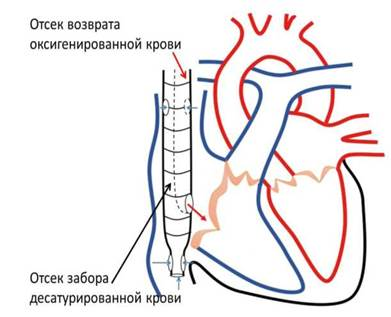 Отсек возврата
оксигенированной крови
Отсек забора
десатурированной крови